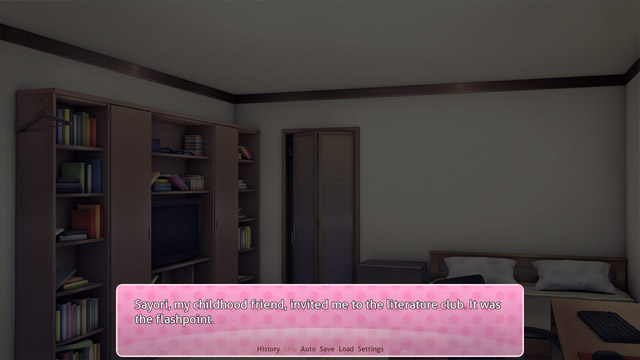 Sayori, my childhood friend, invited me to the literature club. It was
the flashpoint.
History Skip Auto Save Load Settings